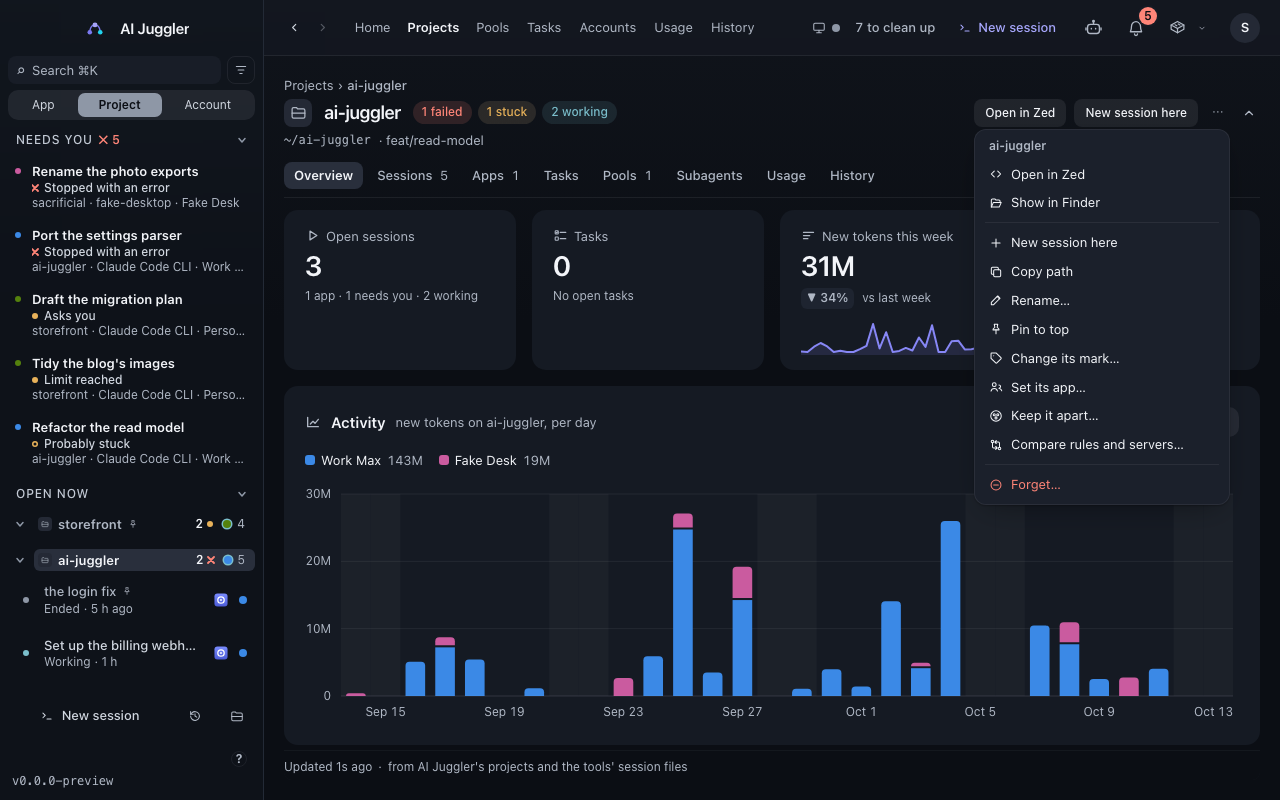 AI Juggler
Search ⌘K
App Project Account
NEEDS YOU 5
Rename the photo exports
Stopped with an error
sacrificial · fake-desktop · Fake Desk
Port the settings parser
Stopped with an error
ai-juggler · Claude Code CLI · Work ...
Draft the migration plan
Asks you
storefront · Claude Code CLI · Perso...
Tidy the blog's images
Limit reached
storefront · Claude Code CLI · Perso...
Refactor the read model
Probably stuck
ai-juggler · Claude Code CLI · Work ...
OPEN NOW
storefront 2 4
ai-juggler 2 5
the login fix
Ended · 5 h ago
Set up the billing webh...
Working · 1 h
New session
?
v0.0.0-preview
Home Projects Pools Tasks Accounts Usage History 7 to clean up New session 5 S
Projects › ai-juggler
ai-juggler 1 failed 1 stuck 2 working Open in Zed New session here ...
~/ai-juggler · feat/read-model
Overview Sessions 5 Apps 1 Tasks Pools 1 Subagents Usage History
ai-juggler
Open in Zed
Show in Finder
New session here
Copy path
Rename...
Pin to top
Change its mark...
Set its app...
Keep it apart...
Compare rules and servers...
Forget...
Open sessions
3
1 app · 1 needs you · 2 working
Tasks
0
No open tasks
New tokens this week
31M
▼ 34% vs last week
Activity new tokens on ai-juggler, per day
Work Max 143M Fake Desk 19M
30M
20M
10M
0
Sep 15 Sep 19 Sep 23 Sep 27 Oct 1 Oct 5 Oct 9 Oct 13
Updated 1s ago · from AI Juggler's projects and the tools' session files